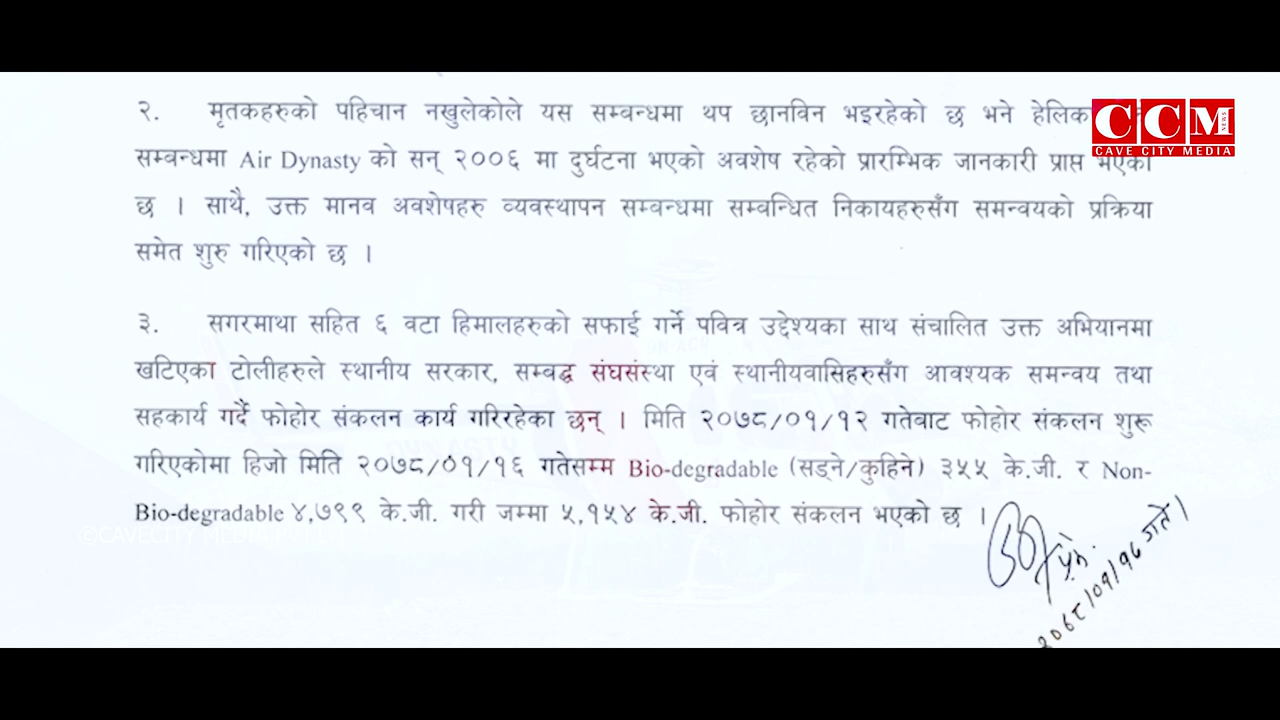 २. मृतकहरुको पहिचान नखुलेकोले यस सम्बन्धमा थप छानविन भइरहेको छ भने
CCM
NEWS
CAVE CITY MEDIA
सम्बन्धमा Air Dynasty को सन् २००६ मा दुर्घटना भएको अवशेष रहेको प्रारम्भिक जानकारी प्राप्त भएको
छ । साथै, उक्त मानव अवशेषहरु व्यवस्थापन सम्बन्धमा सम्बन्धित निकायहरुसँग समन्वयको प्रक्रिया
समेत शुरु गरिएको छ ।
३. सगरमाथा सहित ६ वटा हिमालहरुको सफाई गर्ने पवित्र उद्देश्यका साथ संचालित उक्त अभियानमा
खटिएका टोलीहरुले स्थानीय सरकार, सम्वद्ध संघसंस्था एवं स्थानीयवासिहरुसँग आवश्यक समन्वय तथा
सहकार्य गर्दै फोहोर संकलन कार्य गरिरहेका छन् । मिति २०७८/०१/१२ गतेबाट फोहोर संकलन शुरू
गरिएकोमा हिजो मिति २०७८/०१/१६ गतेसम्म Bio-degradable (सड्ने/कुहिने) ३५५ के.जी. र Non-
Bio-degradable ४,७९९ के.जी. गरी जम्मा ५,१५४ के.जी. फोहोर संकलन भएको छ ।
©CAVECITY MEDIA